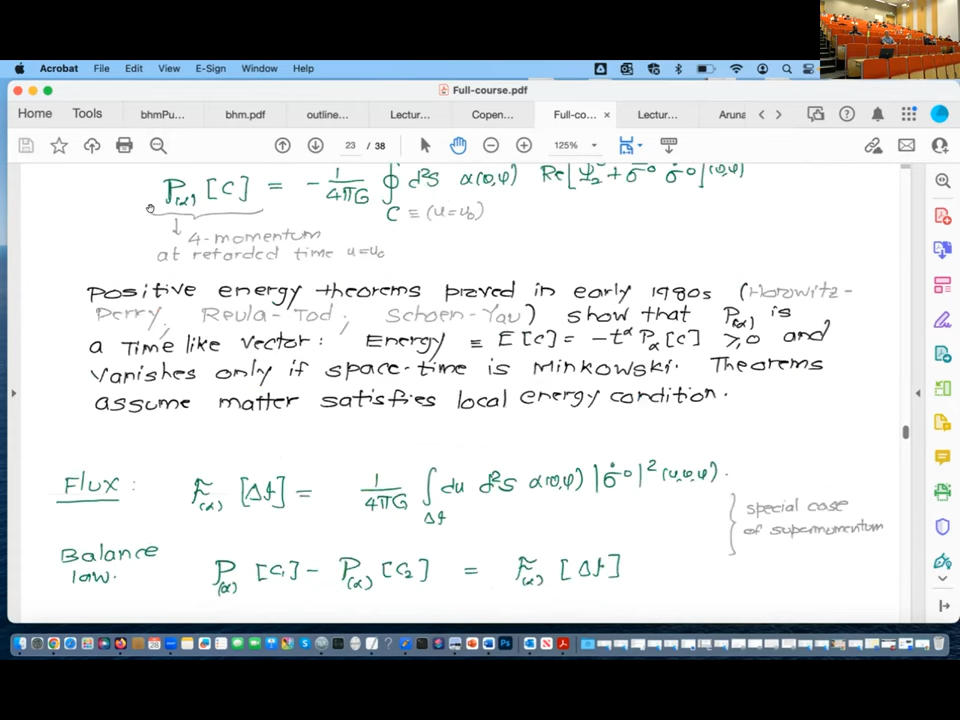 Acrobat File Edit View E-Sign Window Help
Full-course.pdf
Home Tools bhmPu... bhm.pdf outline... Lectur... Copen... Full-co... × Lectur... Aruna
23 / 38 125%
P(α) [C] = − 1/4πG ∮ d²S α(θ,φ) Re[Ψ₂⁰ + σ̄⁰ σ̇⁰](θ,φ)
C ≡ (u=u₀)
↓ 4-momentum
at retarded time u=u₀
Positive energy theorems proved in early 1980s (Horowitz-
Perry, Reula-Tod; Schoen-Yau) show that P(α) is
a Time like vector: Energy ≡ E[C] = −t^α P_α[C] ⩾0 and
vanishes only if space-time is Minkowski. Theorems
assume matter satisfies local energy condition.
Flux: F(α) [Δℐ] = 1/4πG ∫ du d²S α(θ,φ) |σ̇⁰|² (u,θ,φ).
Δℐ
special case
of supermomentum
Balance
law. P(α) [C₁] − P(α) [C₂] = F(α) [Δℐ]